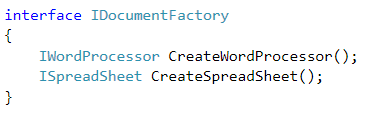 interface IDocumentFactory
{
    IWordProcessor CreateWordProcessor();
    ISpreadSheet CreateSpreadSheet();
}